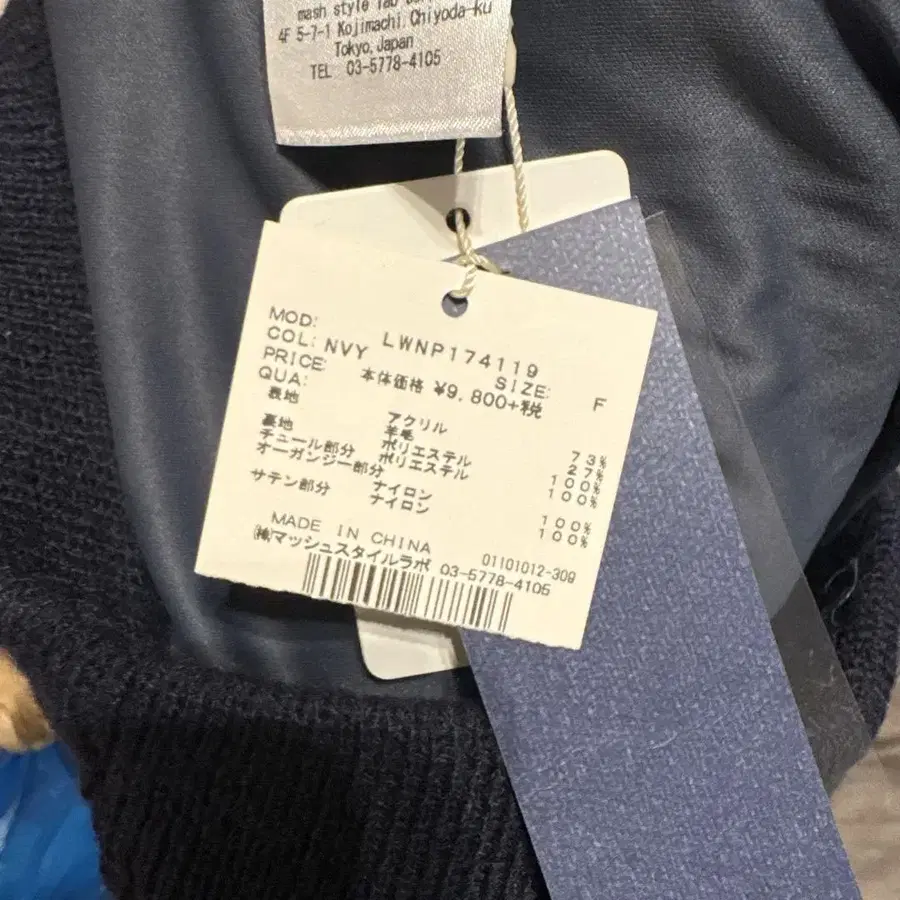 mash style lab
4F 5-7-1 Kojimachi, Chiyoda-ku
Tokyo, Japan
TEL 03-5778-4105
MOD: LWNP174119
COL: NVY SIZE: F
PRICE: 本体価格 ¥9,800+税
QUA:
表地 アクリル 73%
羊毛 27%
裏地 ポリエステル 100%
チュール部分 ポリエステル 100%
オーガンジー部分 ナイロン 100%
サテン部分 ナイロン 100%
MADE IN CHINA 01101012-309
㈱マッシュスタイルラボ 03-5778-4105